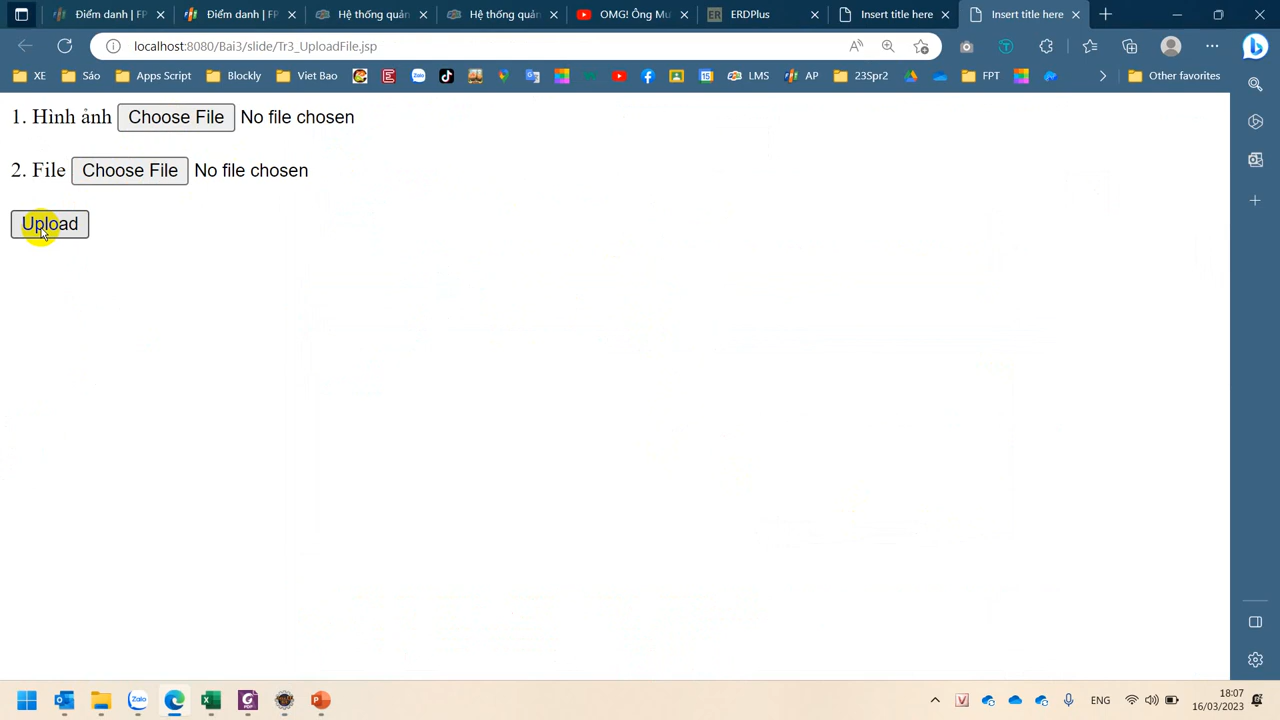 Điểm danh | FP
Điểm danh | FP
Hệ thống quản
Hệ thống quản
OMG! Ông Mu
ER ERDPlus
Insert title here
Insert title here
localhost:8080/Bai3/slide/Tr3_UploadFile.jsp
XE
Sáo
Apps Script
Blockly
Viet Bao
LMS
AP
23Spr2
FPT
Other favorites
1. Hình ảnh Choose File No file chosen
2. File Choose File No file chosen
Upload
ENG
18:07
16/03/2023